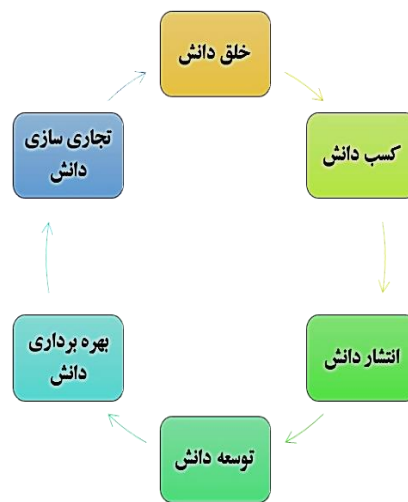 خلق دانش
کسب دانش
انتشار دانش
توسعه دانش
بهره برداری
دانش
تجاری سازی
دانش